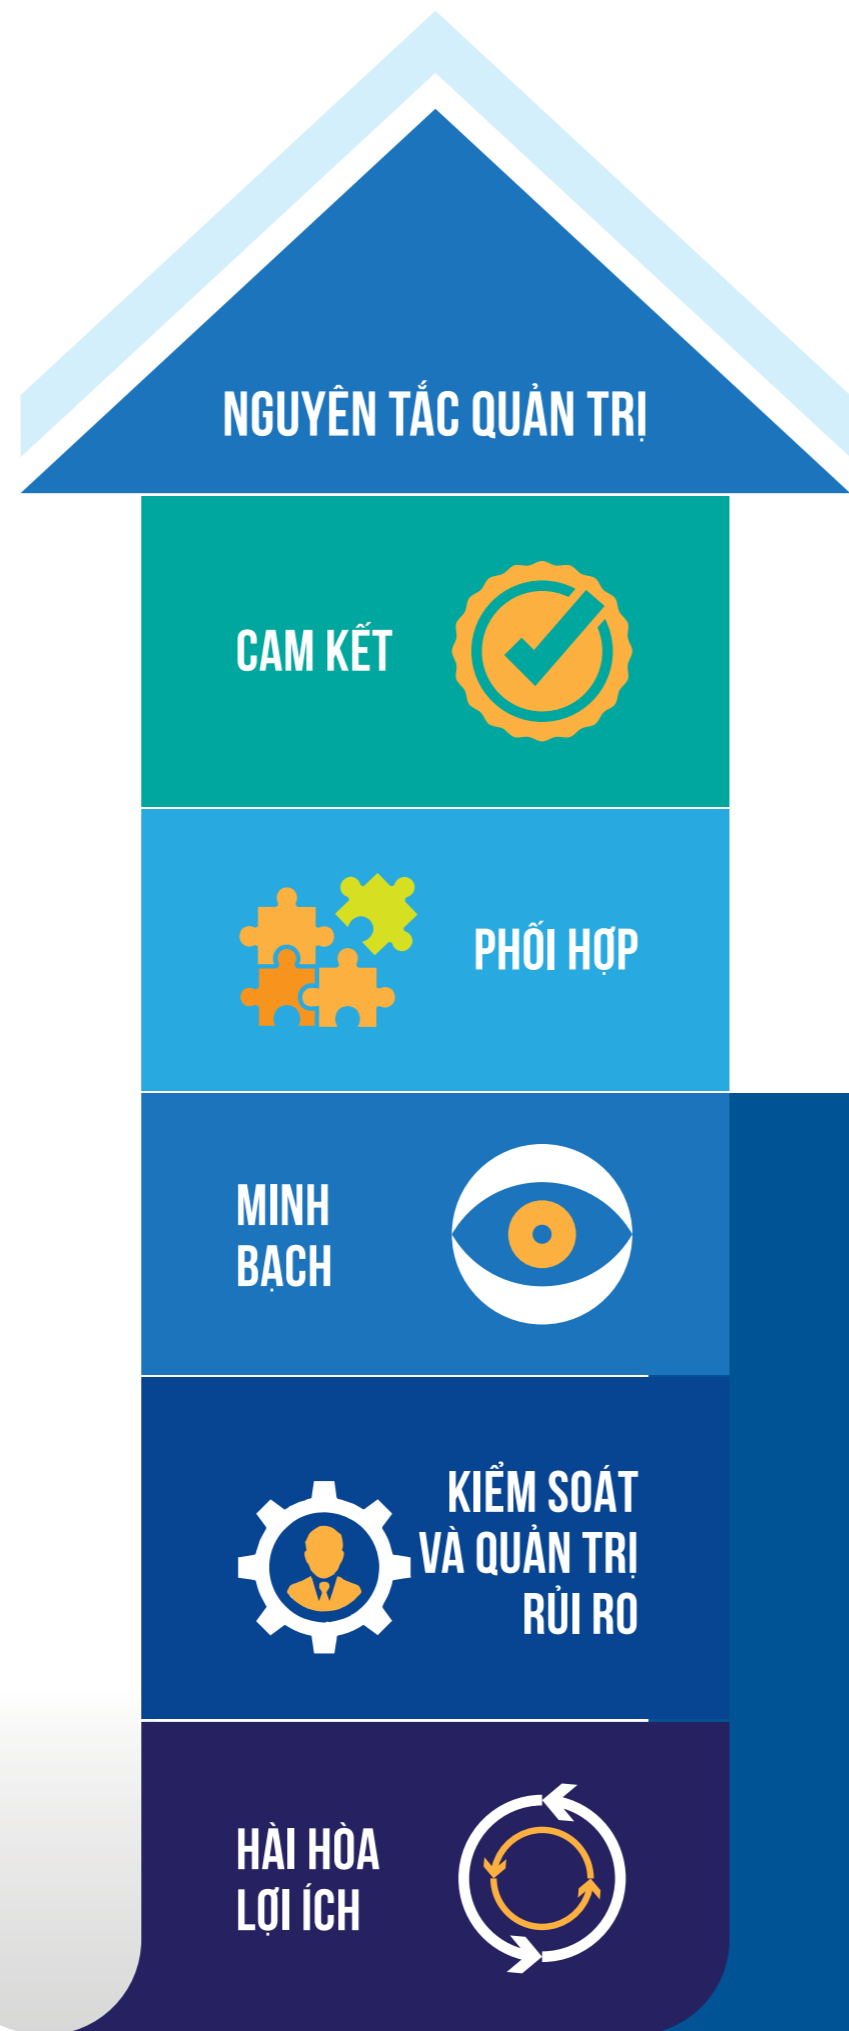 NGUYÊN TẮC QUẢN TRỊ
CAM KẾT
PHỐI HỢP
MINH
BẠCH
KIỂM SOÁT
VÀ QUẢN TRỊ
RỦI RO
HÀI HÒA
LỢI ÍCH